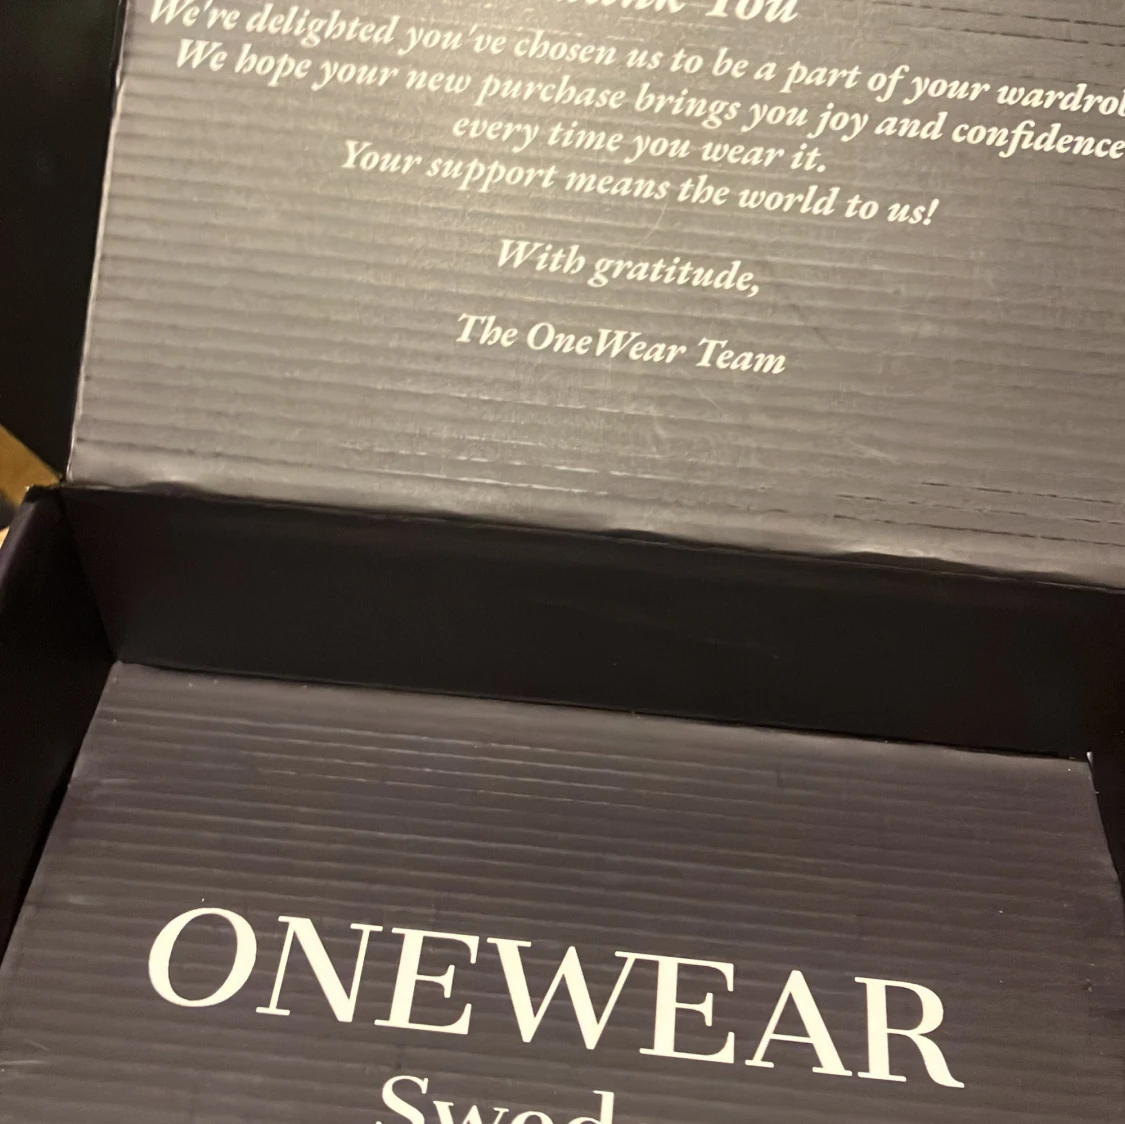 You
We're delighted you've chosen us to be a part of your
We hope your new purchase brings you joy and confidence
every time you wear it.
Your support means the world to us!
With gratitude,
The OneWear Team
ONEWEAR